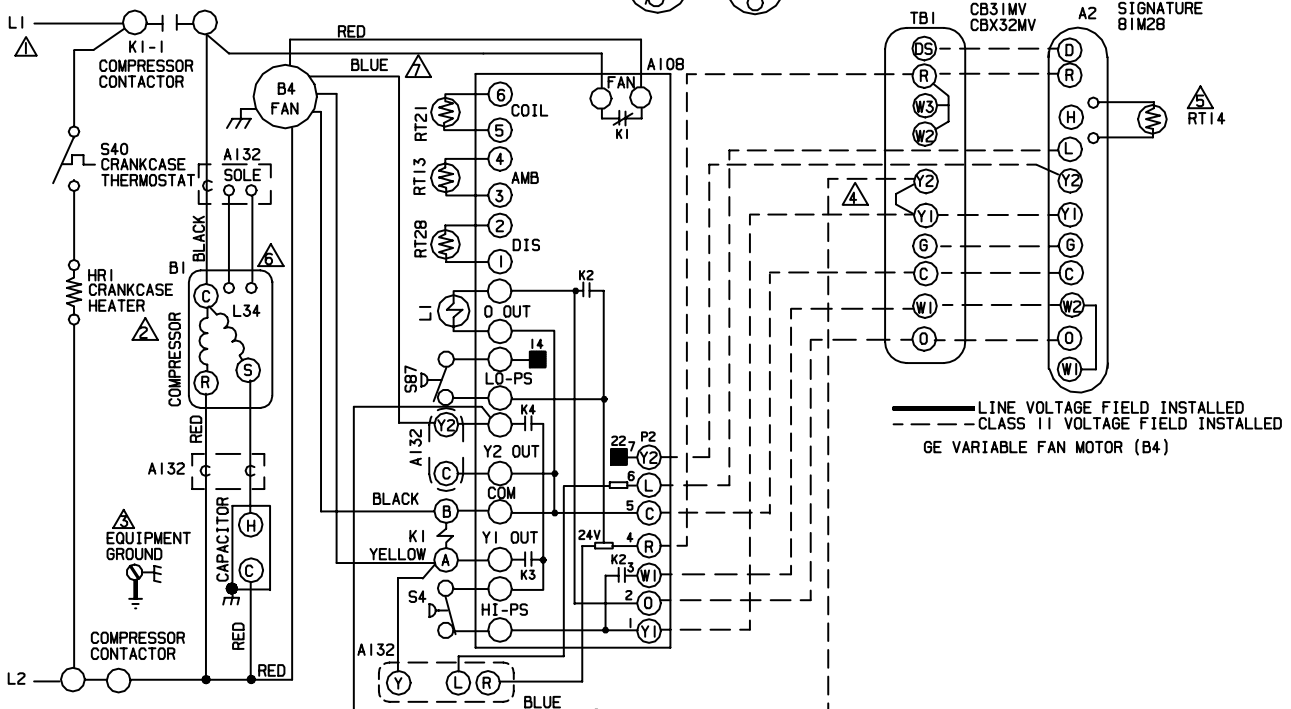 L1
1
K1-1
COMPRESSOR
CONTACTOR
RED
BLUE
7
B4
FAN
A108
FAN
K1
TB1
CB31MV
CBX32MV
A2
SIGNATURE
81M28
DS
R
W3
W2
Y2
Y1
G
C
W1
O
D
R
H
L
Y2
Y1
G
C
W2
O
W1
5
RT14
4
S40
CRANKCASE
THERMOSTAT
A132
SOLE
C
BLACK
6
B1
C
L34
R
S
COMPRESSOR
HR1
CRANKCASE
HEATER
2
RED
A132
C
C
3
EQUIPMENT
GROUND
CAPACITOR
H
C
RED
COMPRESSOR
CONTACTOR
L2
RED
RT21
6
COIL
5
RT13
4
AMB
3
RT28
2
DIS
1
L1
O OUT
K2
14
S87
LO-PS
K4
Y2
A132
Y2 OUT
C
COM
BLACK
B
K1
Y1 OUT
YELLOW
A
K3
S4
HI-PS
22
7
P2
Y2
6
L
5
C
24V
4
R
K2
3
W1
2
O
1
Y1
A132
Y
L
R
BLUE
LINE VOLTAGE FIELD INSTALLED
CLASS II VOLTAGE FIELD INSTALLED
GE VARIABLE FAN MOTOR (B4)